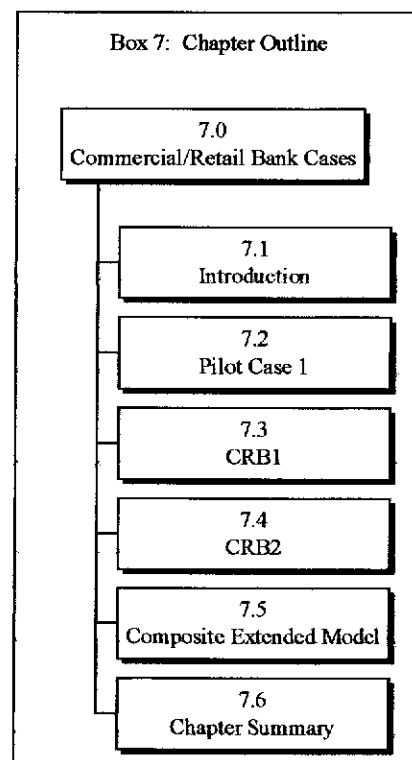 Box 7: Chapter Outline
7.0
Commercial/Retail Bank Cases
7.1
Introduction
7.2
Pilot Case 1
7.3
CRB1
7.4
CRB2
7.5
Composite Extended Model
7.6
Chapter Summary